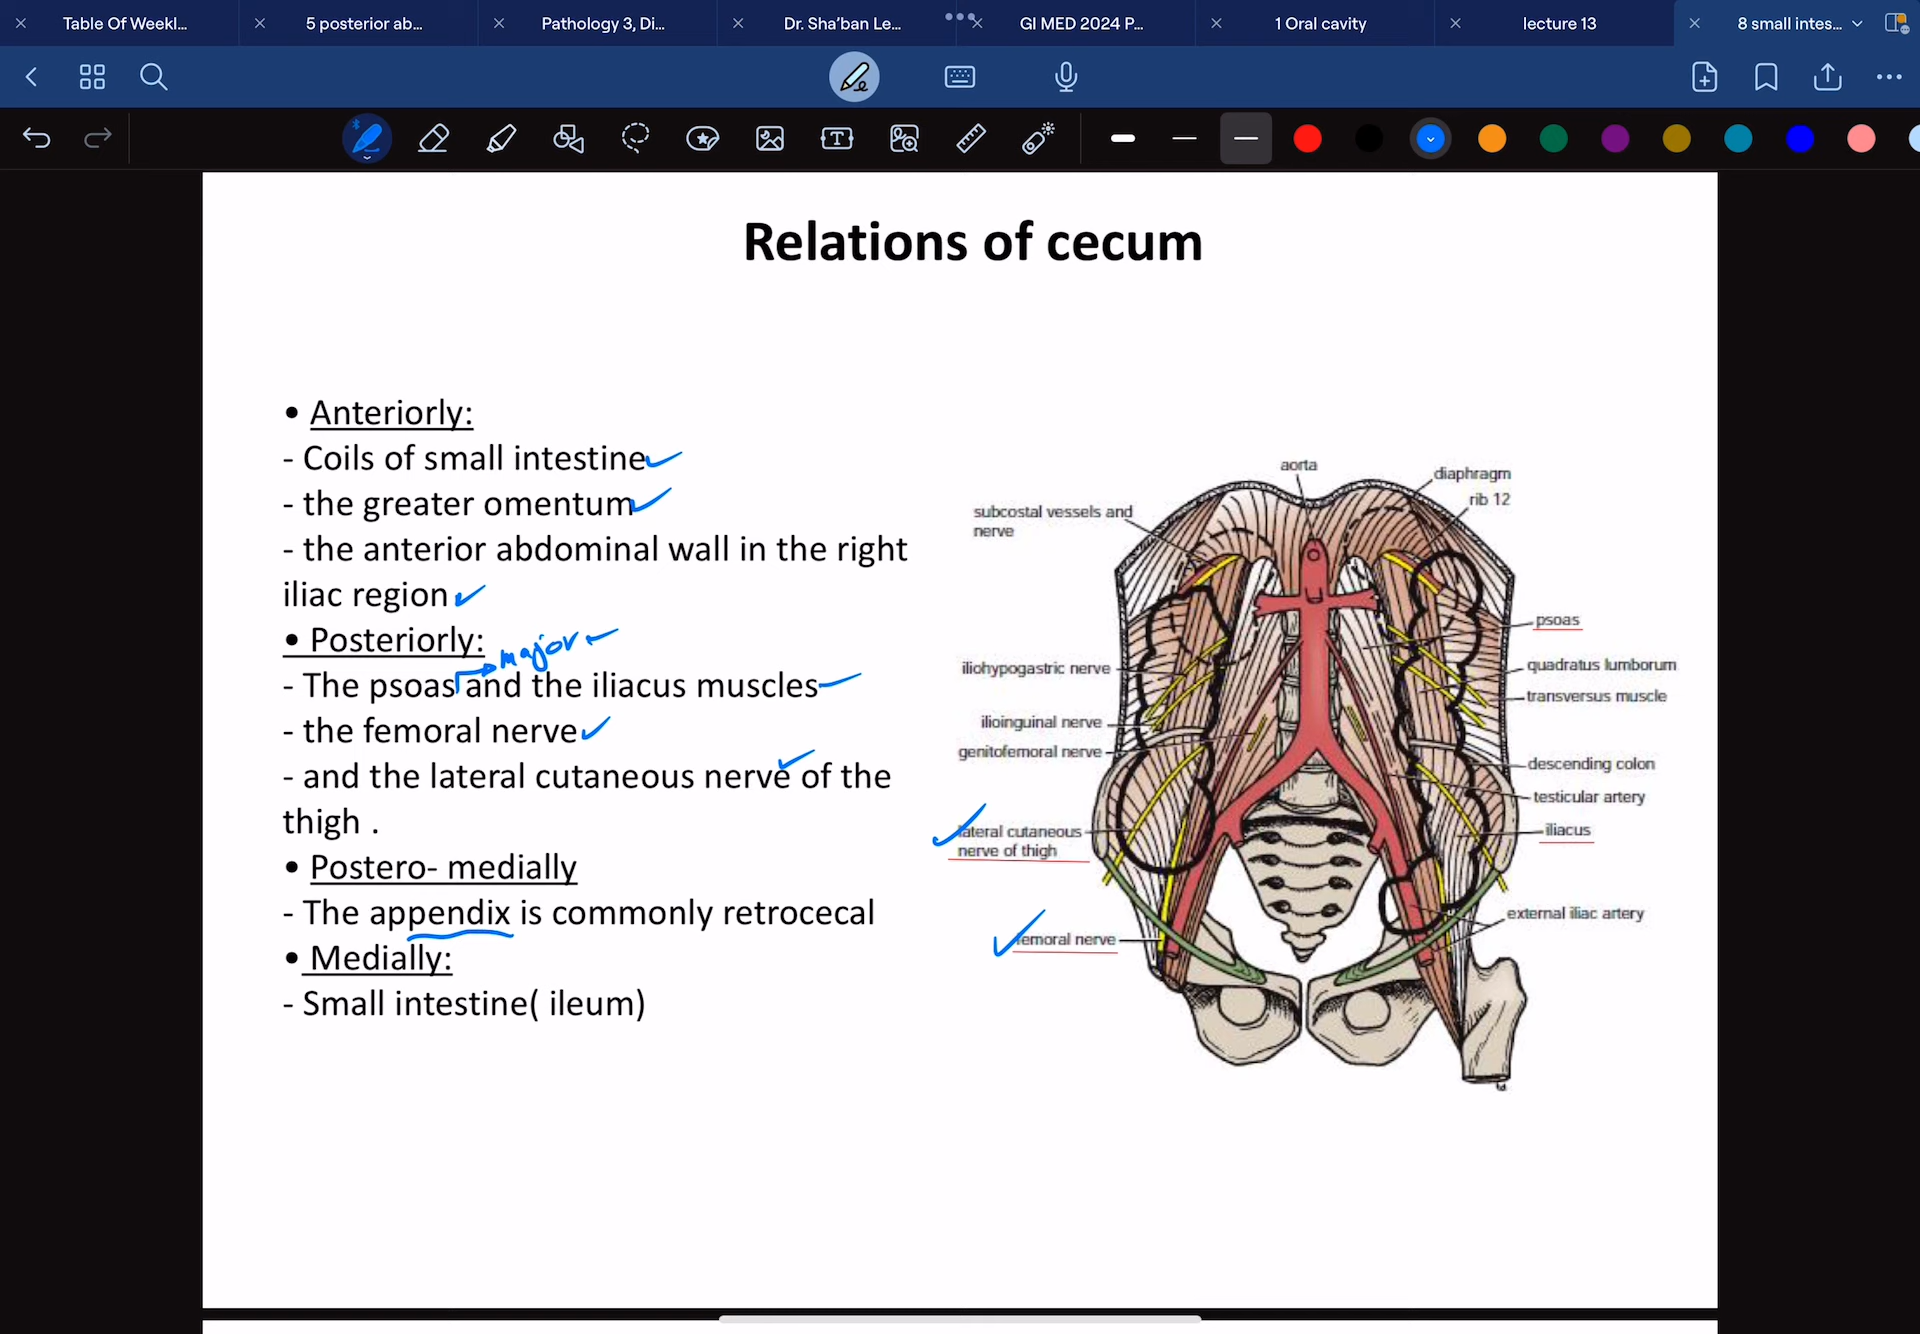 Table Of Weekl...
5 posterior ab...
Pathology 3, Di...
Dr. Sha'ban Le...
GI MED 2024 P...
1 Oral cavity
lecture 13
8 small intes...
Relations of cecum
• Anteriorly:
- Coils of small intestine
- the greater omentum
- the anterior abdominal wall in the right
iliac region
• Posteriorly:
major
- The psoas and the iliacus muscles
- the femoral nerve
- and the lateral cutaneous nerve of the
thigh .
• Postero- medially
- The appendix is commonly retrocecal
• Medially:
- Small intestine( ileum)
aorta
diaphragm
rib 12
subcostal vessels and
nerve
psoas
iliohypogastric nerve
quadratus lumborum
transversus muscle
ilioinguinal nerve
genitofemoral nerve
descending colon
testicular artery
lateral cutaneous
nerve of thigh
iliacus
external iliac artery
femoral nerve